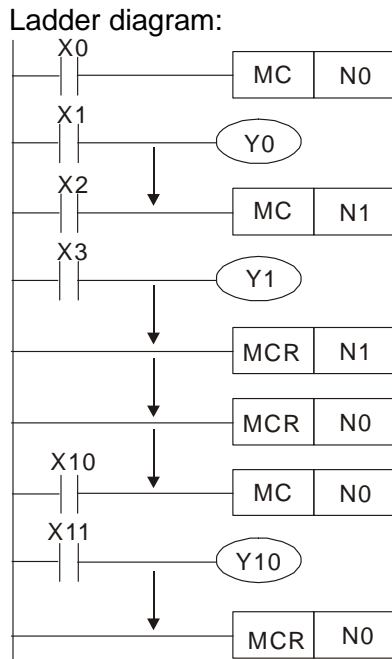 Ladder diagram:
X0
MC N0
X1
Y0
X2
MC N1
X3
Y1
MCR N1
MCR N0
X10
MC N0
X11
Y10
MCR N0